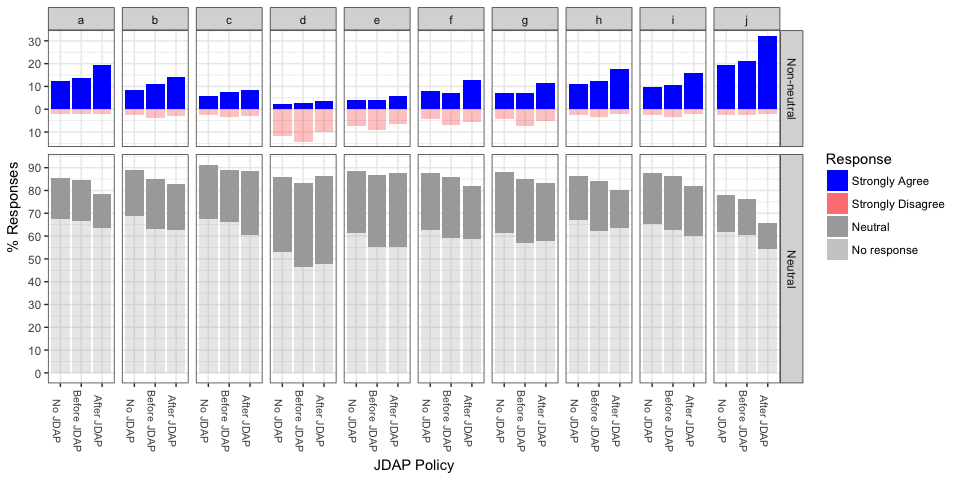 a b c d e f g h i j
30
20
10
0
10
Non-neutral
90
80
70
60
50
40
30
20
10
0
Neutral
% Responses
No JDAP Before JDAP After JDAP No JDAP Before JDAP After JDAP No JDAP Before JDAP After JDAP No JDAP Before JDAP After JDAP No JDAP Before JDAP After JDAP No JDAP Before JDAP After JDAP No JDAP Before JDAP After JDAP No JDAP Before JDAP After JDAP No JDAP Before JDAP After JDAP No JDAP Before JDAP After JDAP
JDAP Policy
Response
Strongly Agree
Strongly Disagree
Neutral
No response